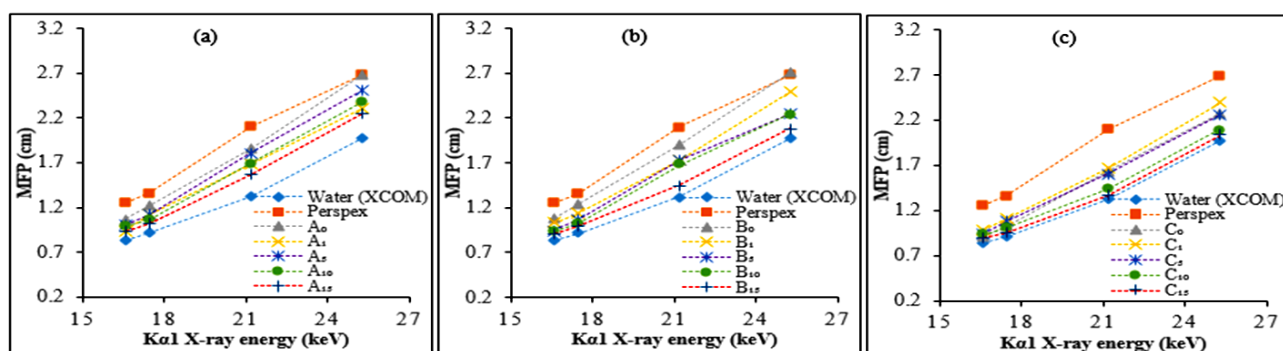 (a)
MFP (cm)
3.2
2.7
2.2
1.7
1.2
0.7
0.2
15 18 21 24 27
Kα1 X-ray energy (keV)
Water (XCOM)
Perspex
A₀
A₁
A₅
A₁₀
A₁₅
(b)
MFP (cm)
3.2
2.7
2.2
1.7
1.2
0.7
0.2
15 18 21 24 27
Kα1 X-ray energy (keV)
Water (XCOM)
Perspex
B₀
B₁
B₅
B₁₀
B₁₅
(c)
MFP (cm)
3.2
2.7
2.2
1.7
1.2
0.7
0.2
15 18 21 24 27
Kα1 X-ray energy (keV)
Water (XCOM)
Perspex
C₀
C₁
C₅
C₁₀
C₁₅